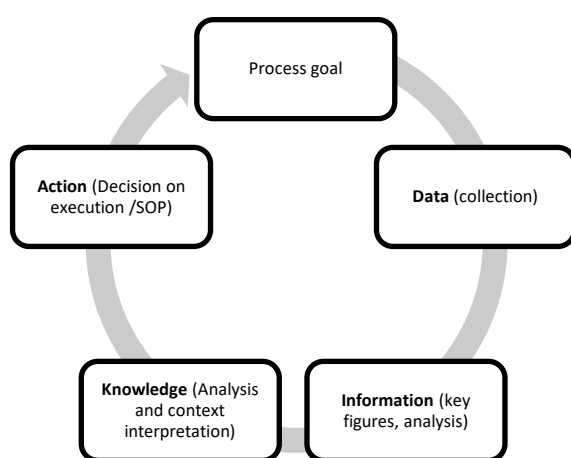 Process goal
Data (collection)
Information (key
figures, analysis)
Knowledge (Analysis
and context
interpretation)
Action (Decision on
execution /SOP)